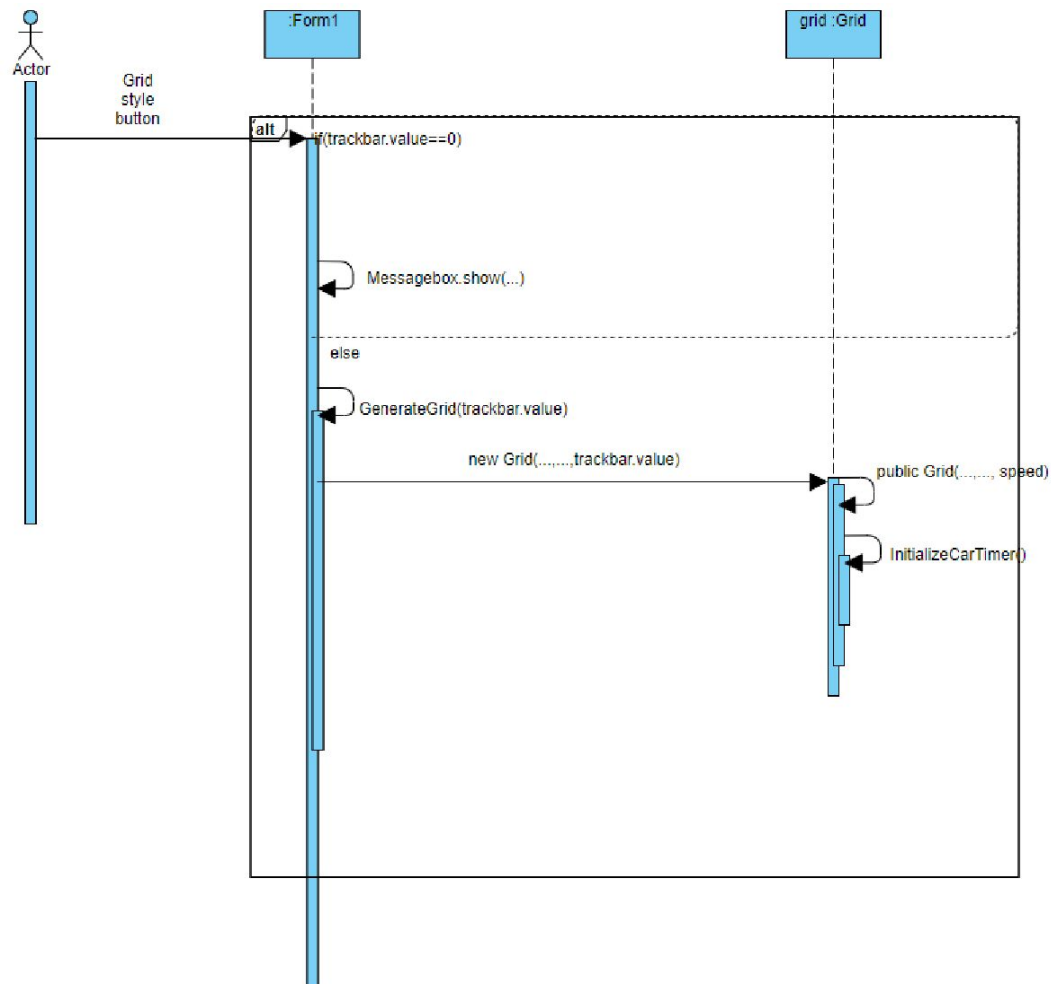 :Form1
grid :Grid
Actor
Grid
style
button
alt
if(trackbar.value==0)
Messagebox.show(...)
else
GenerateGrid(trackbar.value)
new Grid(...,...,trackbar.value)
public Grid(...,..., speed)
InitializeCarTimer()